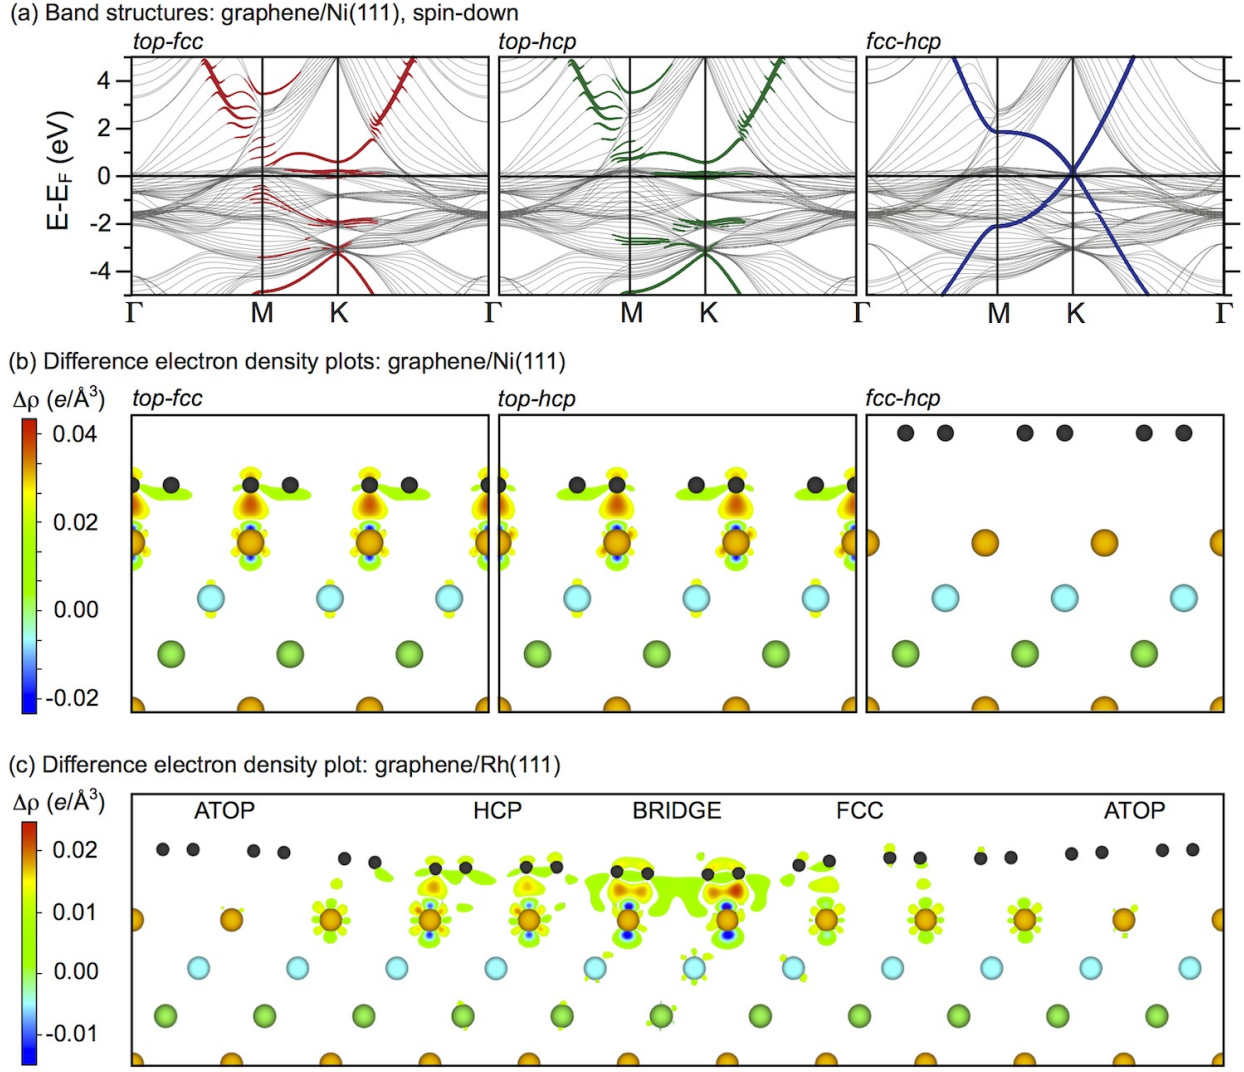 (a) Band structures: graphene/Ni(111), spin-down
top-fcc top-hcp fcc-hcp
E-E_F (eV)
4
2
0
-2
-4
Γ M K Γ M K Γ M K Γ
(b) Difference electron density plots: graphene/Ni(111)
Δρ (e/Å³) top-fcc top-hcp fcc-hcp
0.04
0.02
0.00
-0.02
(c) Difference electron density plot: graphene/Rh(111)
Δρ (e/Å³)
ATOP HCP BRIDGE FCC ATOP
0.02
0.01
0.00
-0.01